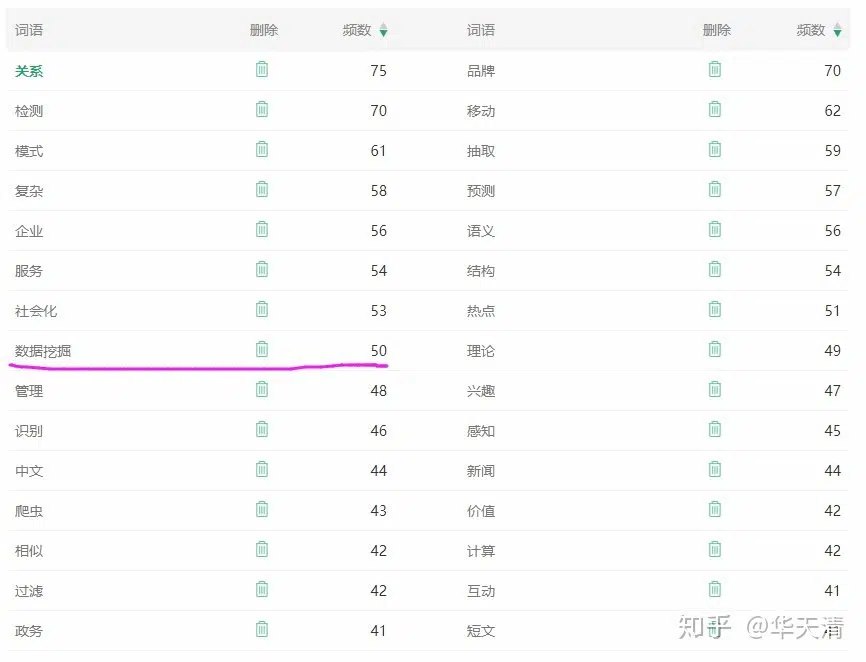 词语 删除 频数 词语 删除 频数
关系 75 品牌 70
检测 70 移动 62
模式 61 抽取 59
复杂 58 预测 57
企业 56 语义 56
服务 54 结构 54
社会化 53 热点 51
数据挖掘 50 理论 49
管理 48 兴趣 47
识别 46 感知 45
中文 44 新闻 44
爬虫 43 价值 42
相似 42 计算 42
过滤 42 互动 41
政务 41 短文
知乎 @华天清